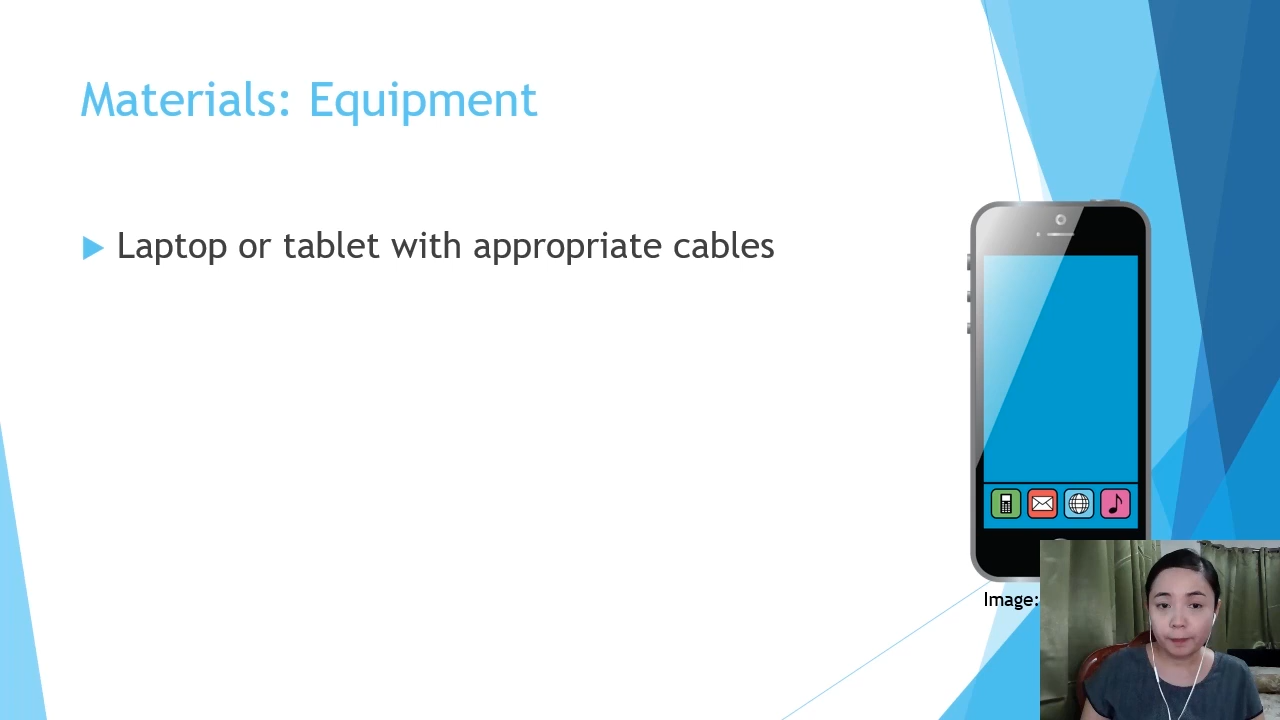 Materials: Equipment
Laptop or tablet with appropriate cables
Image: